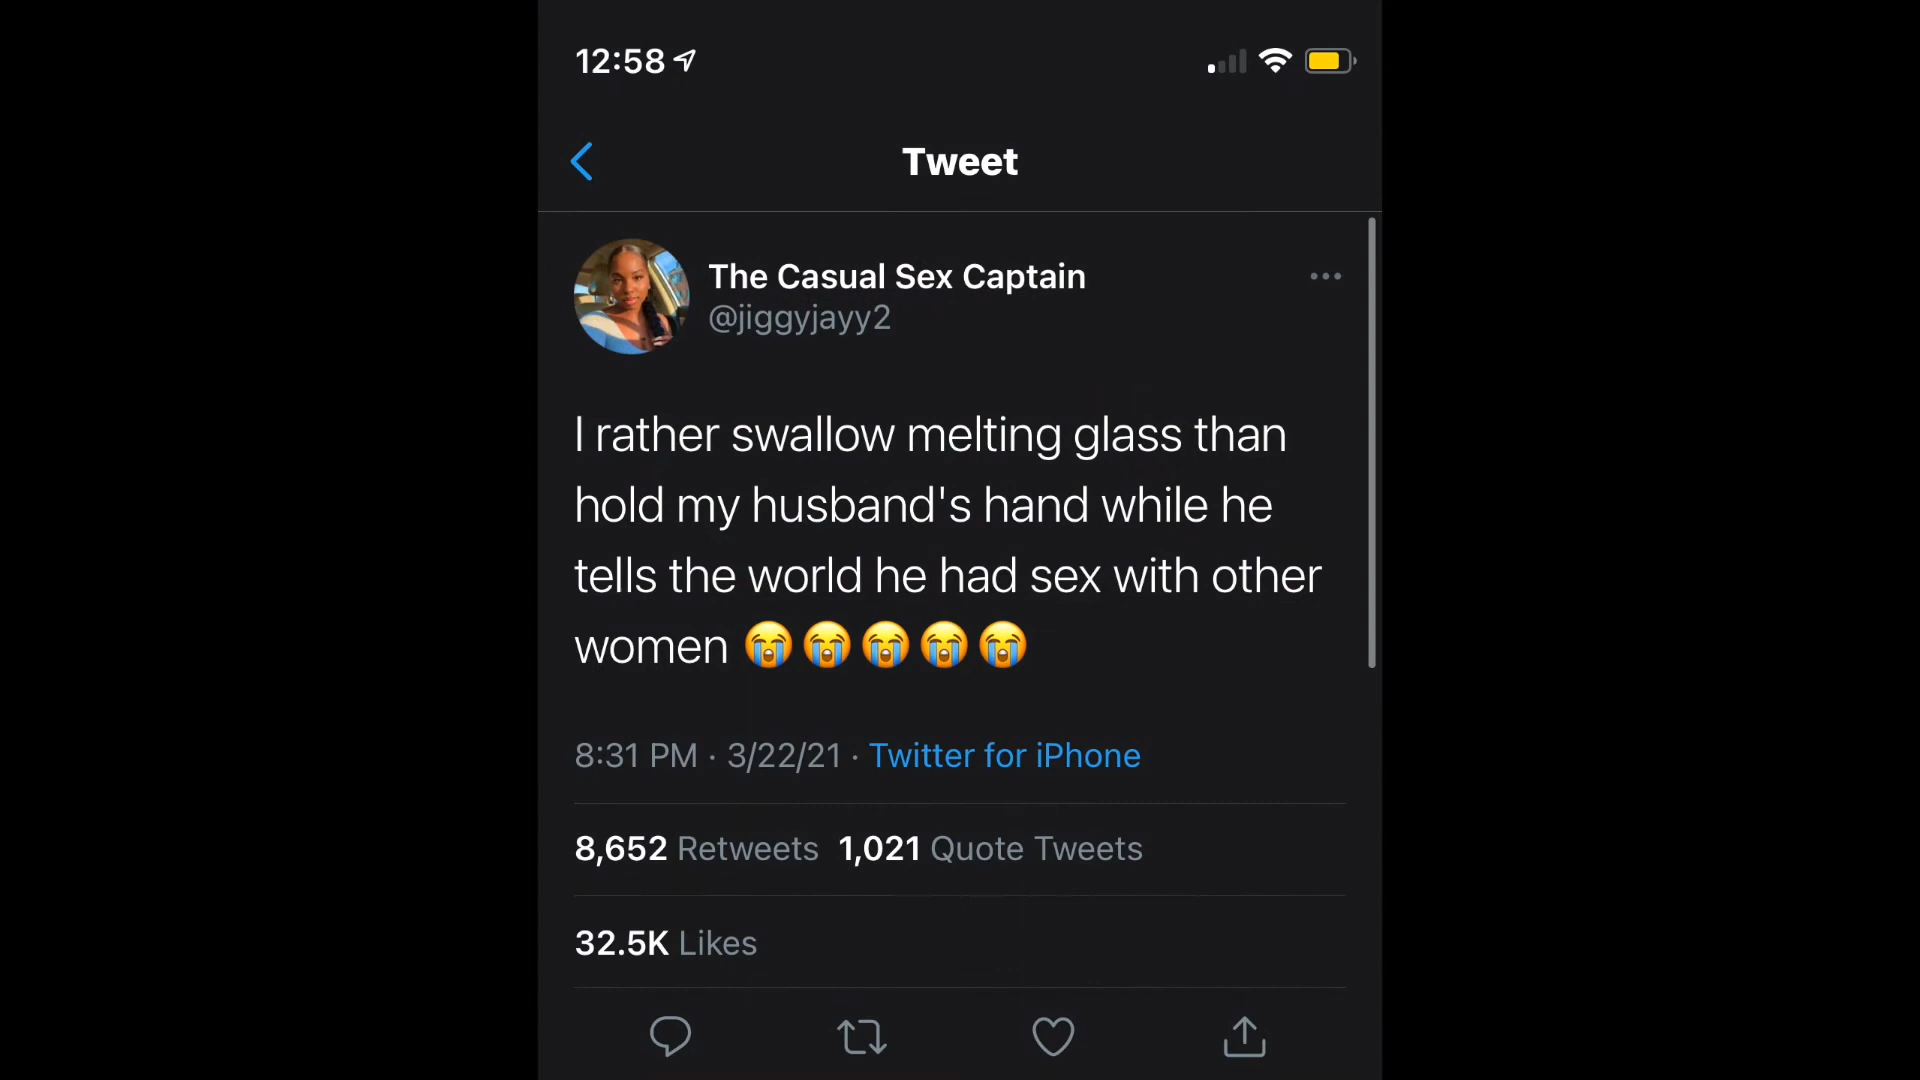 12:58
Tweet
The Casual Sex Captain
@jiggyjayy2
I rather swallow melting glass than
hold my husband's hand while he
tells the world he had sex with other
women 😭😭😭😭😭
8:31 PM · 3/22/21 · Twitter for iPhone
8,652 Retweets 1,021 Quote Tweets
32.5K Likes